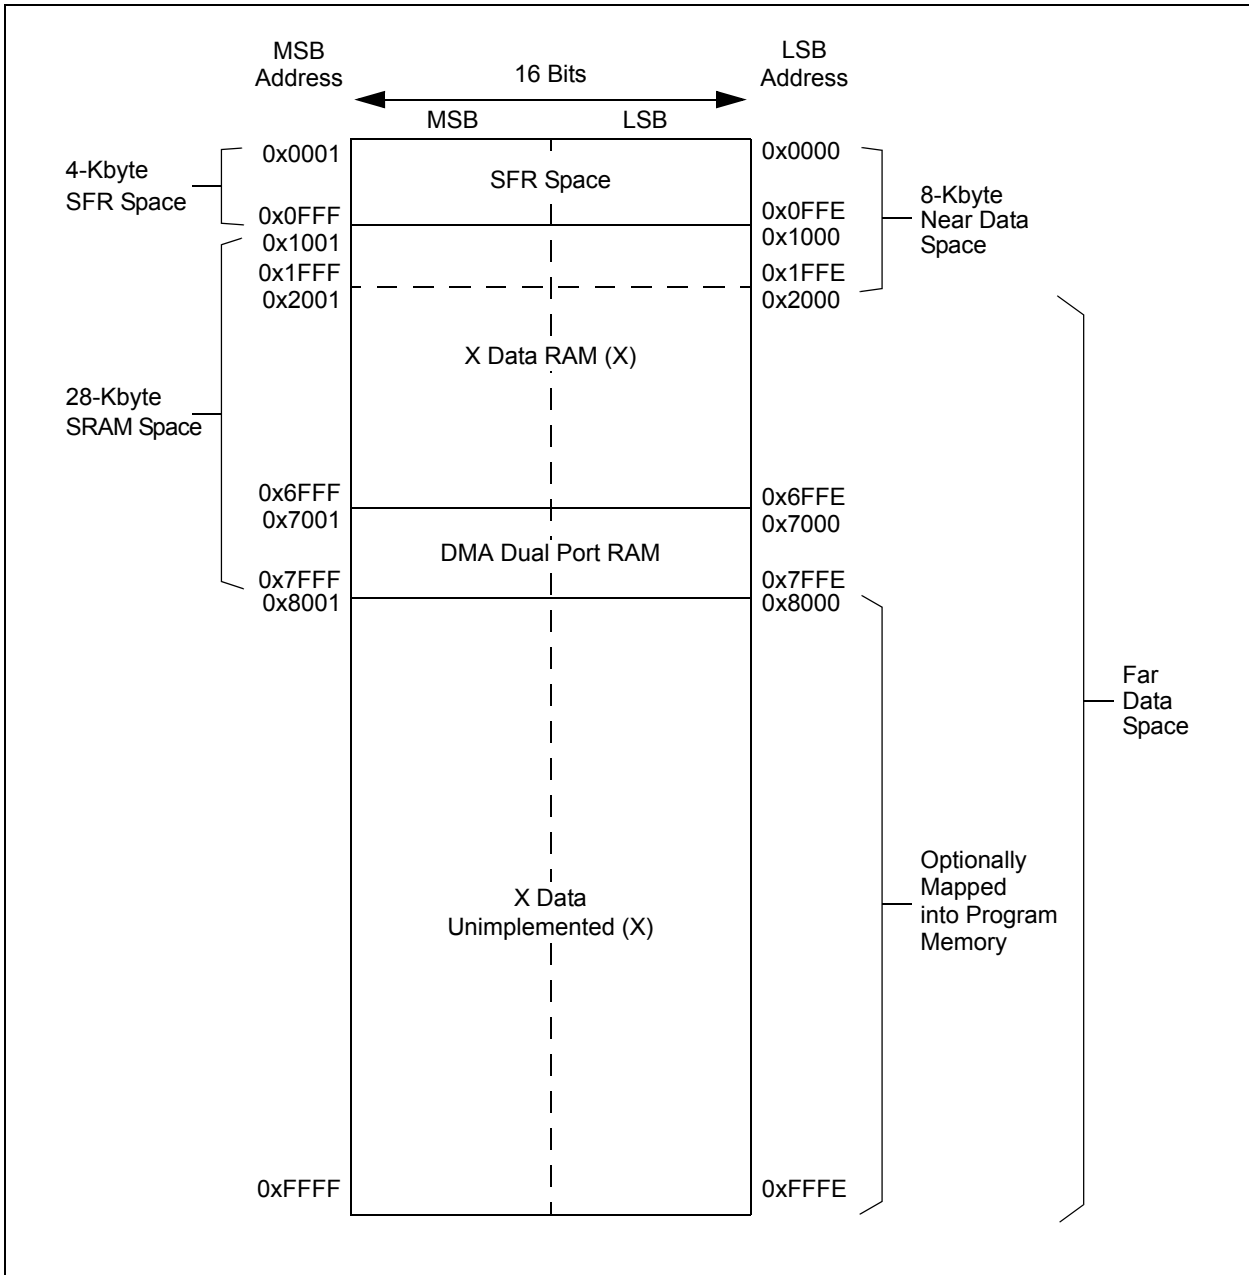 MSB
Address
LSB
Address
16 Bits
MSB
LSB
4-Kbyte
SFR Space
0x0001
SFR Space
0x0000
8-Kbyte
Near Data
Space
0x0FFF
0x0FFE
0x1001
0x1000
0x1FFF
0x1FFE
0x2001
0x2000
X Data RAM (X)
28-Kbyte
SRAM Space
0x6FFF
0x6FFE
0x7001
0x7000
DMA Dual Port RAM
0x7FFF
0x7FFE
0x8001
0x8000
Far
Data
Space
X Data
Unimplemented (X)
Optionally
Mapped
into Program
Memory
0xFFFF
0xFFFE